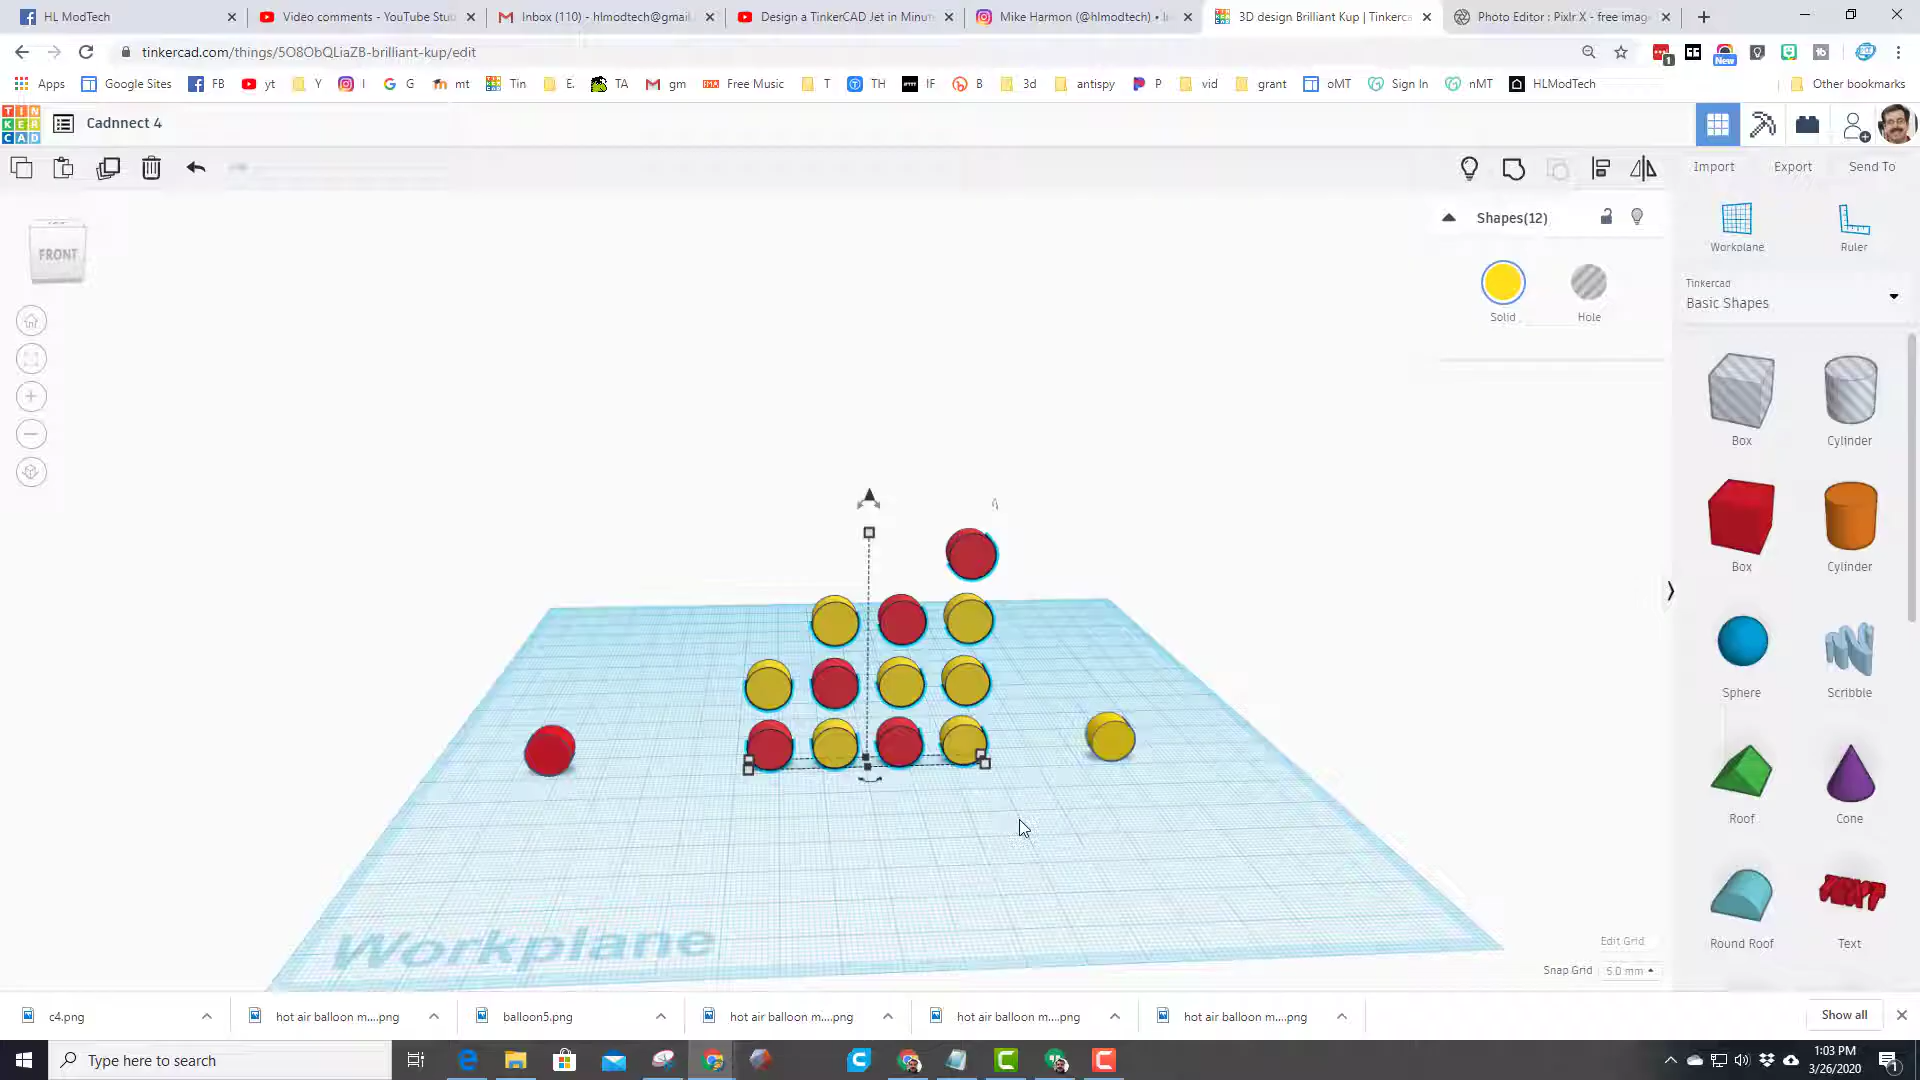 HL ModTech
Video comments - YouTube Stu
Inbox (110) - hlmodtech@gmail
Design a TinkerCAD Jet in Minut
Mike Harmon (@hlmodtech) •
3D design Brilliant Kup | Tinkerca
Photo Editor : Pixlr X - free imag
tinkercad.com/things/5O8ObQLiaZB-brilliant-kup/edit
New
1
Apps Google Sites FB yt Y I G mt Tin E. TA gm Free Music T TH IF B 3d antispy P vid grant oMT Sign In nMT HLModTech Other bookmarks
TIN
KER
CAD
Cadnnect 4
Import Export Send To
Shapes(12)
FRONT
Workplane Ruler
Solid Hole
Tinkercad
Basic Shapes
Box Cylinder
Box Cylinder
Sphere Scribble
Roof Cone
TEXT
Round Roof Text
Workplane
Edit Grid
Snap Grid 5.0 mm
c4.png
hot air balloon m....png
balloon5.png
hot air balloon m....png
hot air balloon m....png
hot air balloon m....png
Show all
Type here to search
1:03 PM
3/26/2020
1